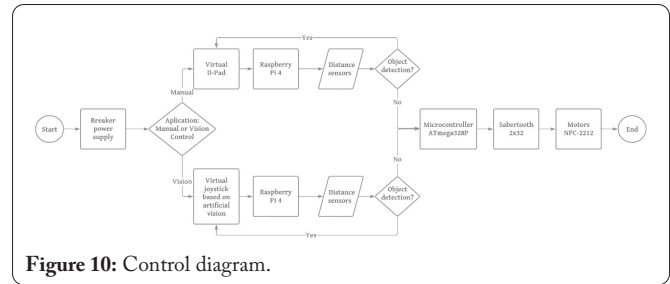 Yes
Virtual
D-Pad
Raspberry
Pi 4
Distance
sensors
Object
detection?
Manual
No
Start
Breaker
power
supply
Aplication:
Manual or Vision
Control
Microcontroller
ATmega328P
Sabertooth
2x32
Motors
NPC-2212
End
No
Vision
Virtual
joystick
based on
artificial
vision
Raspberry
Pi 4
Distance
sensors
Object
detection?
Yes
Figure 10: Control diagram.